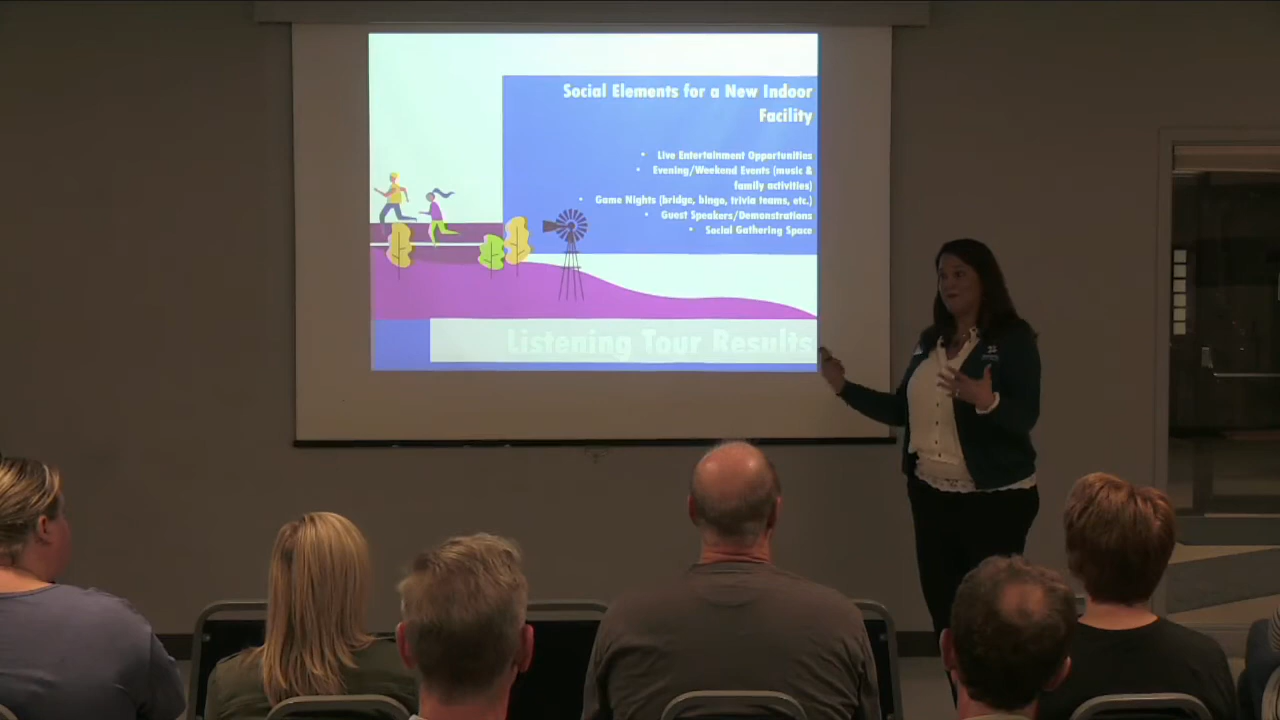 Social Elements for a New Indoor
Facility
• Live Entertainment Opportunities
• Evening/Weekend Events (music &
family activities)
• Game Nights (bridge, bingo, trivia teams, etc.)
• Guest Speakers/Demonstrations
• Social Gathering Space
Listening Tour Results